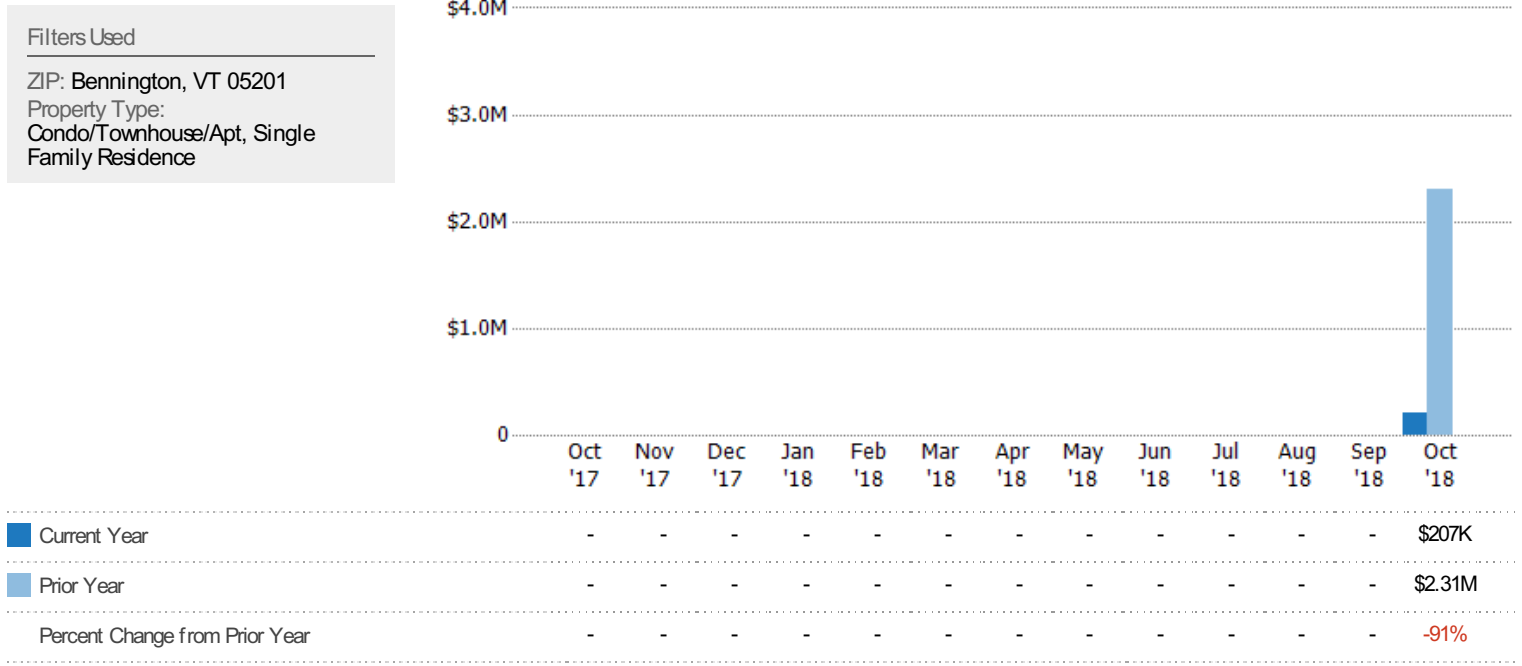 Filters Used
ZIP: Bennington, VT 05201
Property Type:
Condo/Townhouse/Apt, Single
Family Residence
$4.0M
$3.0M
$2.0M
$1.0M
0
Oct Nov Dec Jan Feb Mar Apr May Jun Jul Aug Sep Oct
'17 '17 '17 '18 '18 '18 '18 '18 '18 '18 '18 '18 '18
Current Year - - - - - - - - - - - - $207K
Prior Year - - - - - - - - - - - - $2.31M
Percent Change from Prior Year - - - - - - - - - - - - -91%